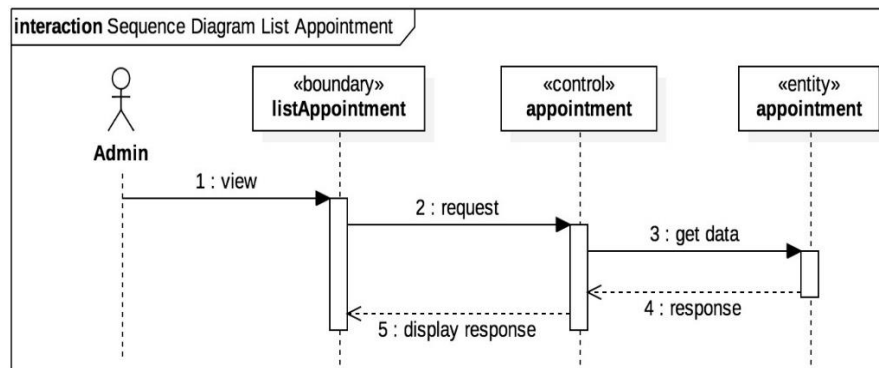 interaction Sequence Diagram List Appointment
«boundary»
listAppointment
«control»
appointment
«entity»
appointment
Admin
1 : view
2 : request
3 : get data
4 : response
5 : display response